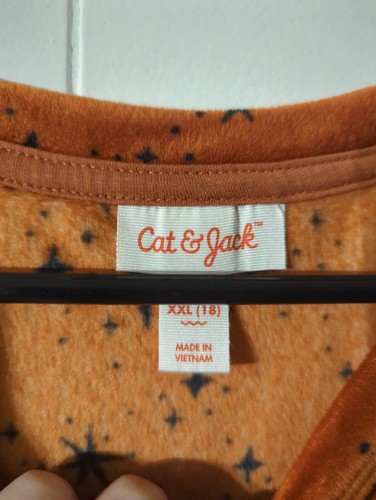 Cat & Jack™
XXL (18)
MADE IN
VIETNAM